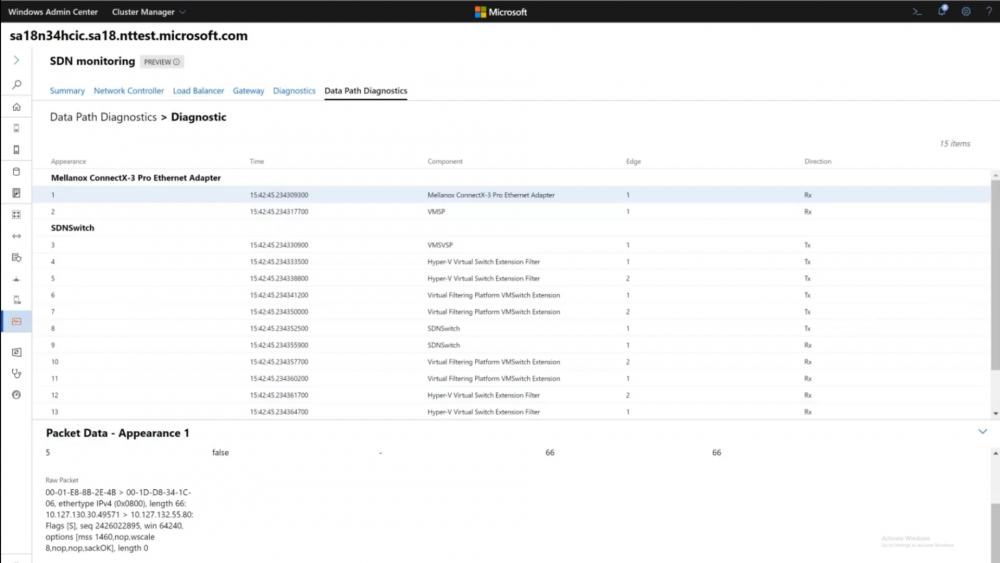 Windows Admin Center Cluster Manager Microsoft
sa18n34hcic.sa18.nttest.microsoft.com
SDN monitoring PREVIEW
Summary Network Controller Load Balancer Gateway Diagnostics Data Path Diagnostics
Data Path Diagnostics > Diagnostic
15 items
Appearance Time Component Edge Direction
Mellanox ConnectX-3 Pro Ethernet Adapter
1 15:42:45.234309300 Mellanox ConnectX-3 Pro Ethernet Adapter 1 Rx
2 15:42:45.234317700 VMSP 1 Rx
SDNSwitch
3 15:42:45.234330900 VMSVSP 1 Tx
4 15:42:45.234333500 Hyper-V Virtual Switch Extension Filter 1 Tx
5 15:42:45.234338800 Hyper-V Virtual Switch Extension Filter 2 Tx
6 15:42:45.234341200 Virtual Filtering Platform VMSwitch Extension 1 Tx
7 15:42:45.234350000 Virtual Filtering Platform VMSwitch Extension 2 Tx
8 15:42:45.234352500 SDNSwitch 1 Tx
9 15:42:45.234355900 SDNSwitch 1 Rx
10 15:42:45.234357700 Virtual Filtering Platform VMSwitch Extension 2 Rx
11 15:42:45.234360200 Virtual Filtering Platform VMSwitch Extension 1 Rx
12 15:42:45.234361700 Hyper-V Virtual Switch Extension Filter 2 Rx
13 15:42:45.234364700 Hyper-V Virtual Switch Extension Filter 1 Rx
Packet Data - Appearance 1
5 false - 66 66
Raw Packet
00-01-E8-8B-2E-4B > 00-1D-D8-34-1C-
06, ethertype IPv4 (0x0800), length 66:
10.127.130.30.49571 > 10.127.132.55.80:
Flags [S], seq 2426022895, win 64240,
options [mss 1460,nop,wscale
8,nop,nop,sackOK], length 0
Activate Windows
Go to Settings to activate Windows.